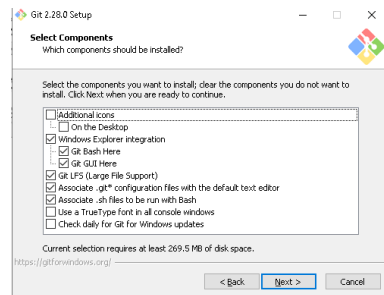 Git 2.28.0 Setup
Select Components
Which components should be installed?
Select the components you want to install; clear the components you do not want to
install. Click Next when you are ready to continue.
Additional icons
On the Desktop
Windows Explorer integration
Git Bash Here
Git GUI Here
Git LFS (Large File Support)
Associate .git* configuration files with the default text editor
Associate .sh files to be run with Bash
Use a TrueType font in all console windows
Check daily for Git for Windows updates
Current selection requires at least 269.5 MB of disk space.
https://gitforwindows.org/
< Back
Next >
Cancel